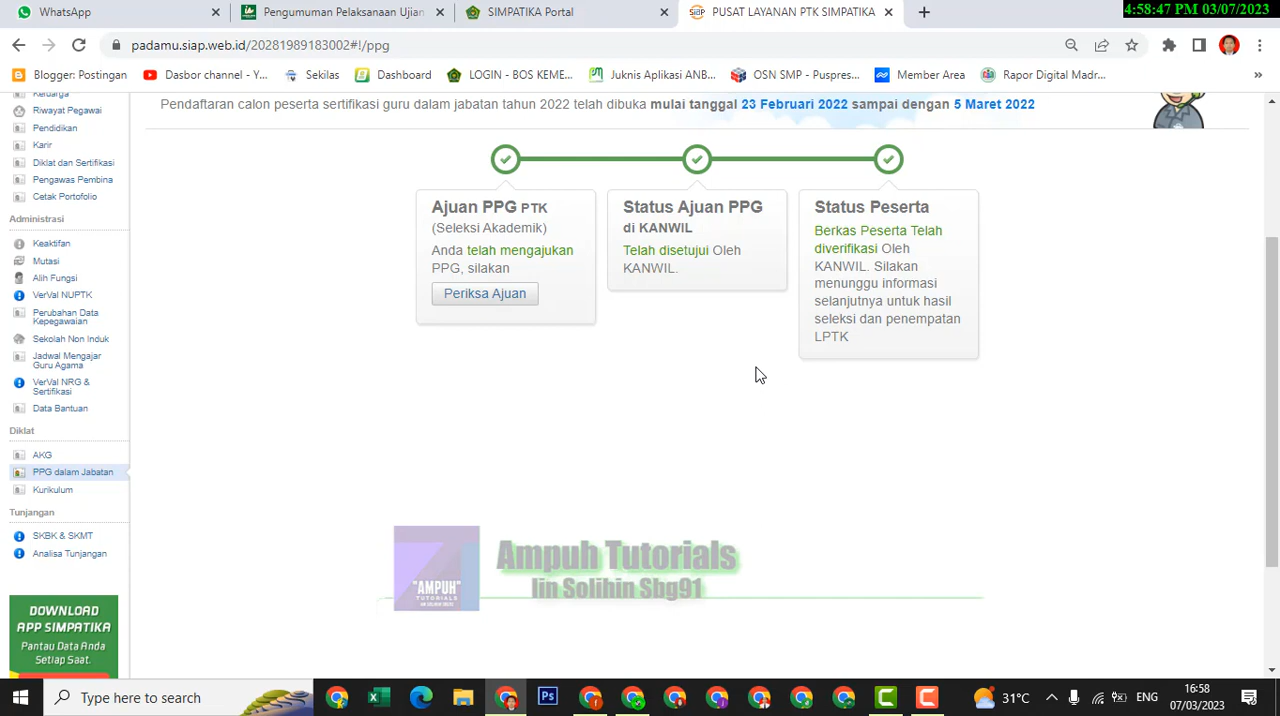 WhatsApp
Pengumuman Pelaksanaan Ujian
SIMPATIKA Portal
PUSAT LAYANAN PTK SIMPATIKA
4:58:47 PM 03/07/2023
padamu.siap.web.id/20281989183002#!/ppg
Blogger: Postingan
Dasbor channel - Y...
Sekilas
Dashboard
LOGIN - BOS KEME...
Juknis Aplikasi ANB...
OSN SMP - Puspres...
Member Area
Rapor Digital Madr...
»
Keluarga
Riwayat Pegawai
Pendidikan
Karir
Diklat dan Sertifikasi
Pengawas Pembina
Cetak Portofolio
Administrasi
Keaktifan
Mutasi
Alih Fungsi
VerVal NUPTK
Perubahan Data
Kepegawaian
Sekolah Non Induk
Jadwal Mengajar
Guru Agama
VerVal NRG &
Sertifikasi
Data Bantuan
Diklat
AKG
PPG dalam Jabatan
Kurikulum
Tunjangan
SKBK & SKMT
Analisa Tunjangan
DOWNLOAD
APP SIMPATIKA
Pantau Data Anda
Setiap Saat.
Pendaftaran calon peserta sertifikasi guru dalam jabatan tahun 2022 telah dibuka mulai tanggal 23 Februari 2022 sampai dengan 5 Maret 2022
Ajuan PPG PTK
(Seleksi Akademik)
Anda telah mengajukan
PPG, silakan
Periksa Ajuan
Status Ajuan PPG
di KANWIL
Telah disetujui Oleh
KANWIL.
Status Peserta
Berkas Peserta Telah
diverifikasi Oleh
KANWIL. Silakan
menunggu informasi
selanjutnya untuk hasil
seleksi dan penempatan
LPTK
"AMPUH"
TUTORIALS
IIN SOLIHIN SBG91
Ampuh Tutorials
Iin Solihin Sbg91
Type here to search
31°C
ENG
16:58
07/03/2023